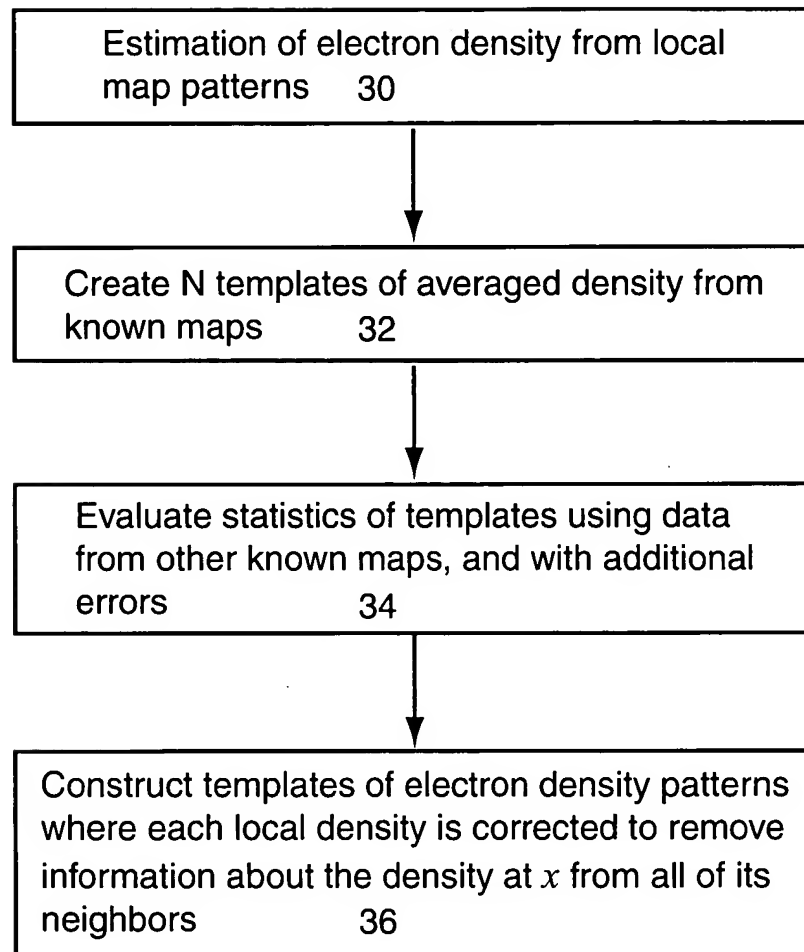 Estimation of electron density from local
map patterns 30
Create N templates of averaged density from
known maps 32
Evaluate statistics of templates using data
from other known maps, and with additional
errors 34
Construct templates of electron density patterns
where each local density is corrected to remove
information about the density at x from all of its
neighbors 36